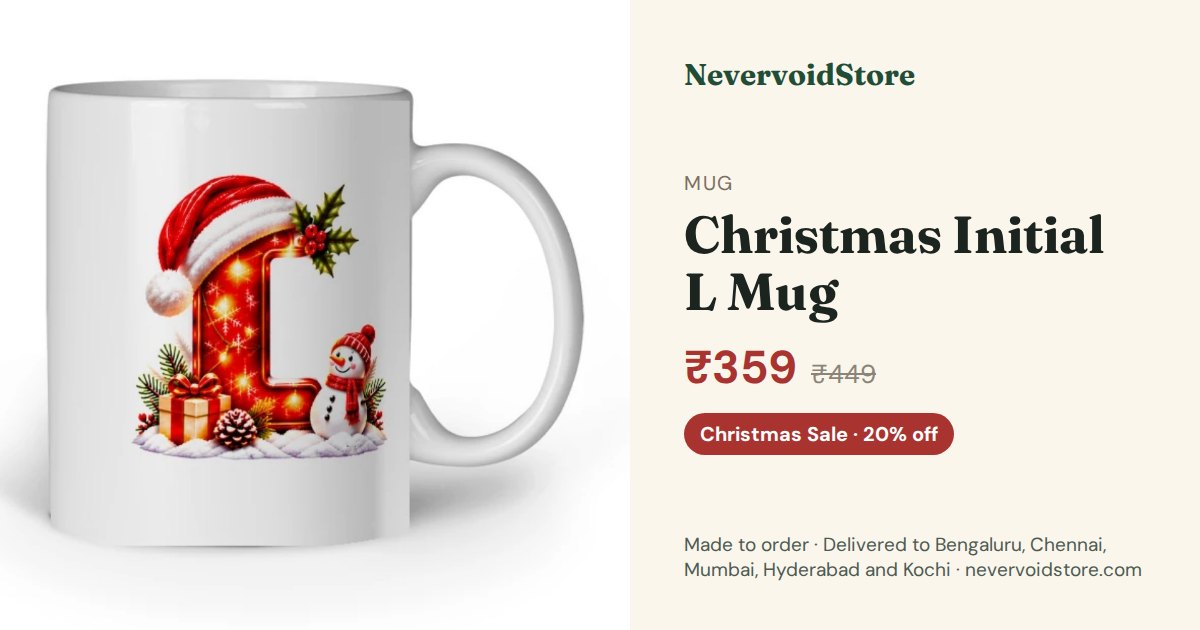 L
NevervoidStore
MUG
Christmas Initial
L Mug
₹359 ₹449
Christmas Sale · 20% off
Made to order · Delivered to Bengaluru, Chennai,
Mumbai, Hyderabad and Kochi · nevervoidstore.com